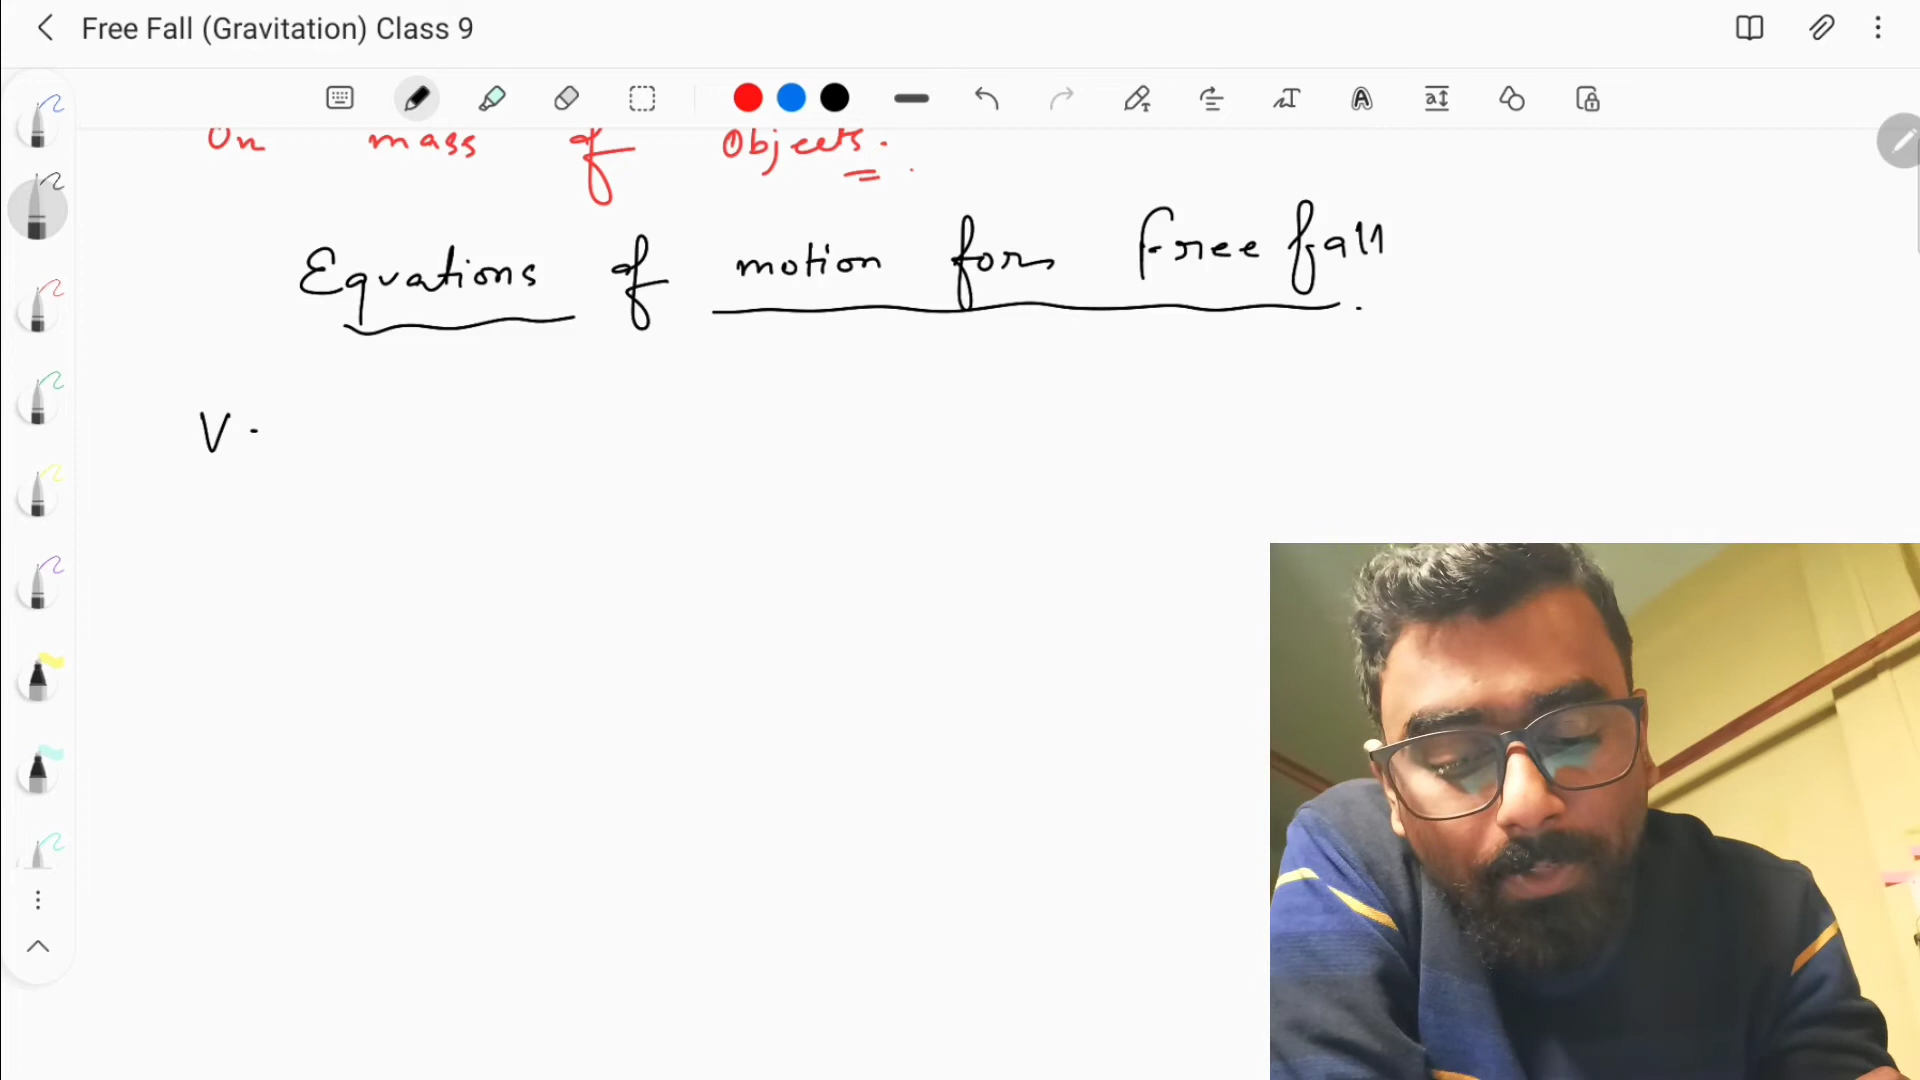 Free Fall (Gravitation) Class 9
On mass of Objects.
Equations of motion for Free fall.
V